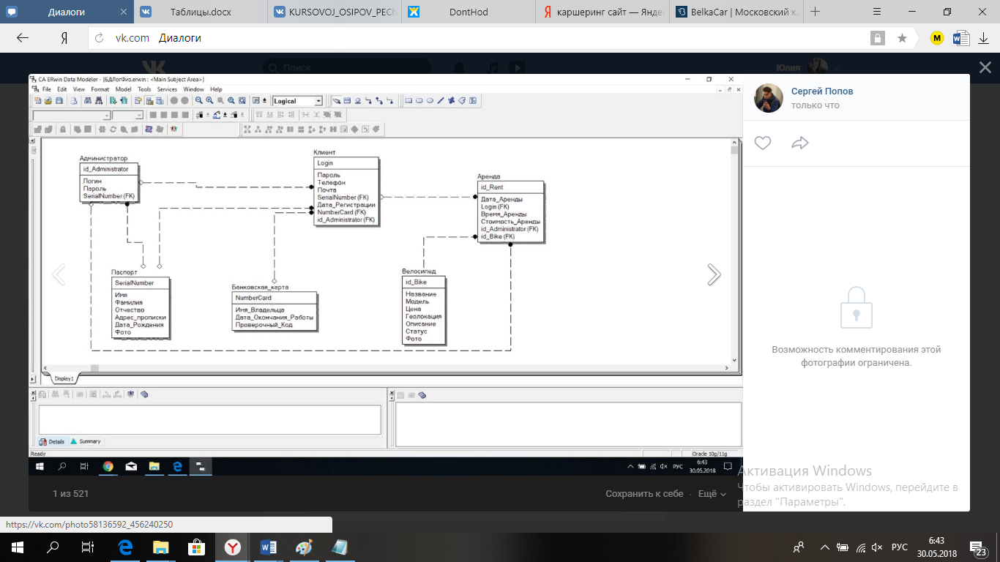 Диалоги
Таблицы.docx
KURSOVOJ_OSIPOV_PECH
DontHod
каршеринг сайт — Янде
BelkaCar | Московский ка
vk.com Диалоги
Поиск
Юлия
CA ERwin Data Modeler - [БДЛогФиз.erwin : <Main Subject Area>]
File Edit View Format Model Tools Services Window Help
Logical
Администратор
id_Administrator
Логин
Пароль
SerialNumber (FK)
Клиент
Login
Пароль
Телефон
Почта
SerialNumber (FK)
Дата_Регистрации
NumberCard (FK)
id_Administrator (FK)
Аренда
id_Rent
Дата_Аренды
Login (FK)
Время_Аренды
Стоимость_Аренды
id_Administrator (FK)
id_Bike (FK)
Паспорт
SerialNumber
Имя
Фамилия
Отчество
Адрес_прописки
Дата_Рождения
Фото
Банковская_карта
NumberCard
Имя_Владельца
Дата_Окончания_Работы
Проверочный_Код
Велосипед
id_Bike
Название
Модель
Цена
Геолокация
Описание
Статус
Фото
Display1
Details Summary
Ready
Oracle 10g/11g
РУС
6:43
30.05.2018
1 из 521
Сохранить к себе · Ещё
Сергей Попов
только что
Возможность комментирования этой
фотографии ограничена.
Активация Windows
Чтобы активировать Windows, перейдите в
раздел "Параметры".
https://vk.com/photo58136592_456240250
РУС
6:43
30.05.2018
23